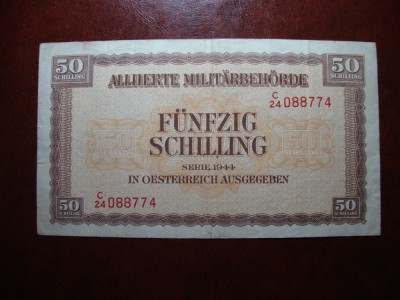 50 50
SCHILLING SCHILLING
ALLIIERTE MILITÄRBEHÖRDE
C/24 088774
FÜNFZIG
SCHILLING
SERIE 1944
IN OESTERREICH AUSGEGEBEN
C/24 088774
50 50
SCHILLING SCHILLING